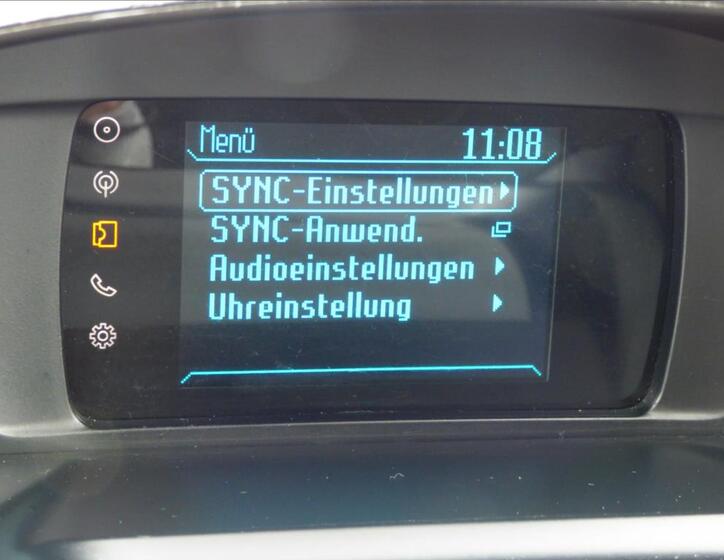 Menü 11:08
SYNC-Einstellungen
SYNC-Anwend.
Audioeinstellungen
Uhreinstellung